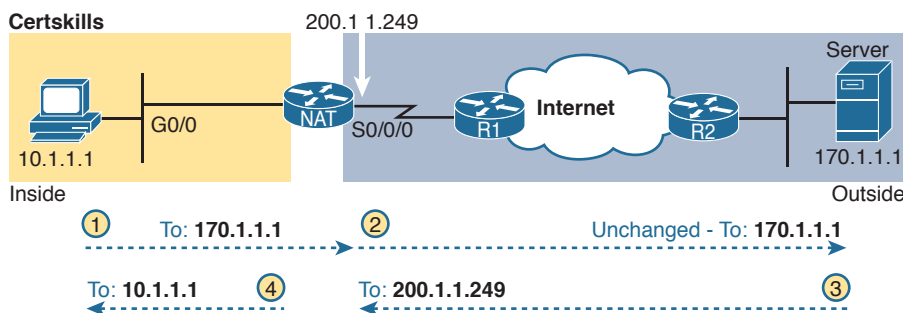 Certskills
200.1 1.249
Server
G0/0
NAT
S0/0/0
R1
Internet
R2
10.1.1.1
170.1.1.1
Inside
Outside
1
To: 170.1.1.1
2
Unchanged - To: 170.1.1.1
To: 10.1.1.1
4
To: 200.1.1.249
3